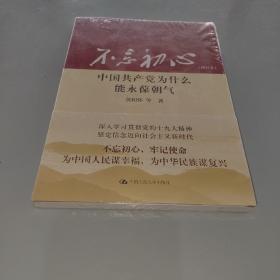 不忘初心
(修订本)
中国共产党为什么
能永葆朝气
等 著
深入学习贯彻党的十九大精神
坚定信念迈向社会主义新时代
不忘初心、牢记使命
为中国人民谋幸福，为中华民族谋复兴
中国人民大学出版社